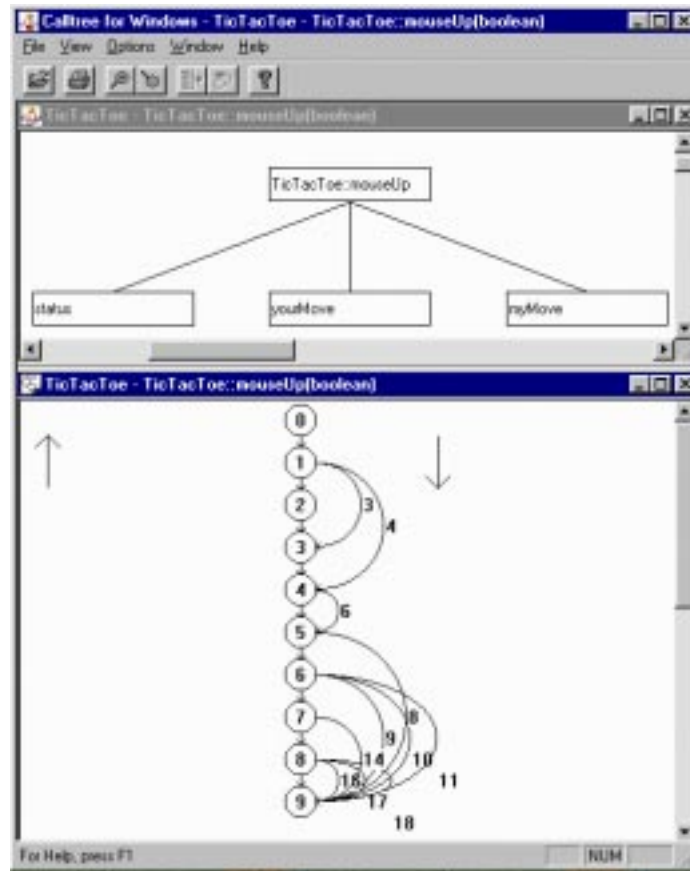 Calltree for Windows - TicTacToe - TicTacToe::mouseUp(boolean)
File View Options Window Help
TicTacToe - TicTacToe::mouseUp(boolean)
TicTacToe::mouseUp
status yourMove myMove
TicTacToe - TicTacToe::mouseUp(boolean)
0
1
2 3
4
3
4
6
5
6
7 8
9
8 14 10
16 11
9 17
18
For Help, press F1 NUM